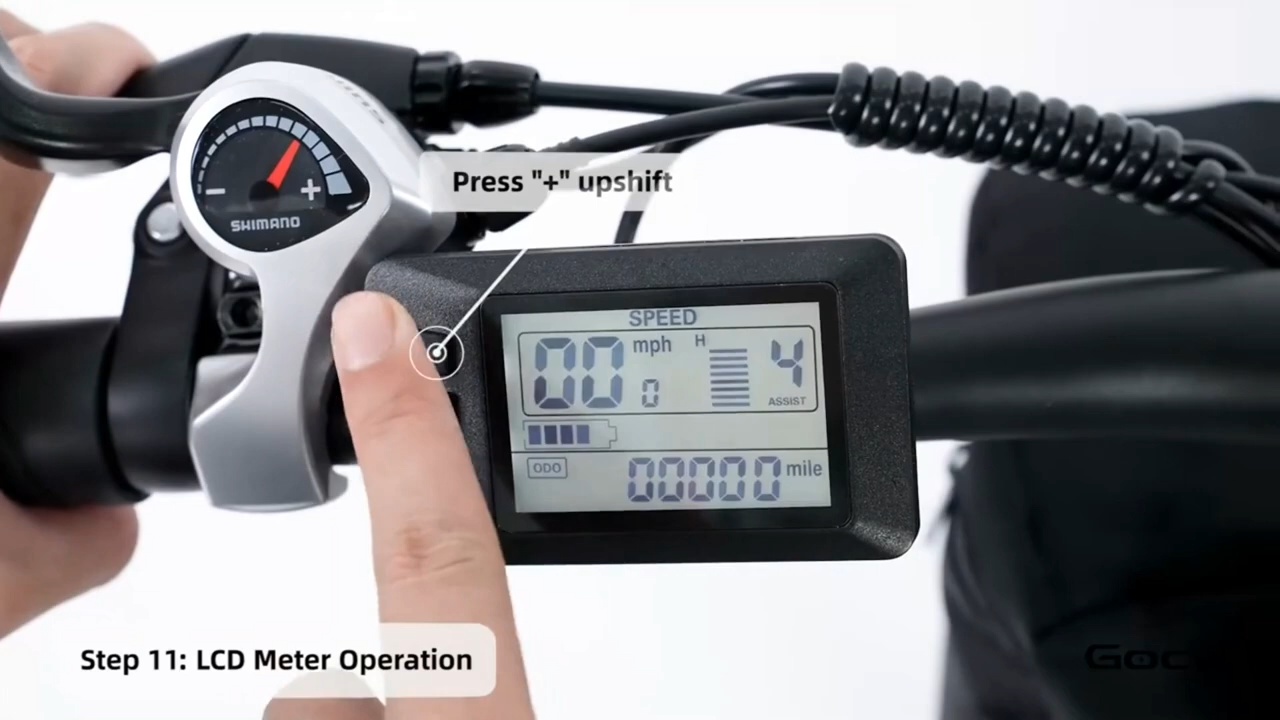 SHIMANO
Press "+" upshift
SPEED
00 mph H 4
0
ASSIST
ODO 00000 mile
Step 11: LCD Meter Operation